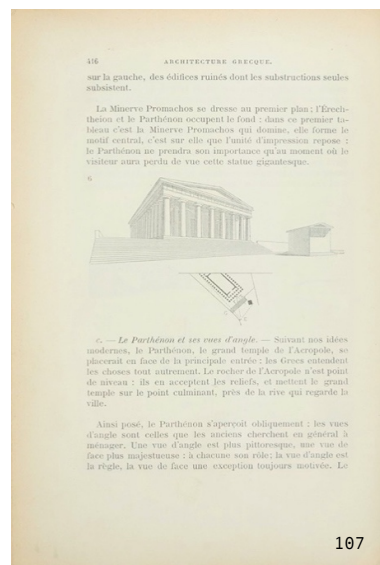 416 ARCHITECTURE GRECQUE.
sur la gauche, des édifices ruinés dont les substructions seules
subsistent.
La Minerve Promachos se dresse au premier plan ; l'Érech-
theion et le Parthénon occupent le fond : dans ce premier ta-
bleau c'est la Minerve Promachos qui domine, elle forme le
motif central, c'est sur elle que l'unité d'impression repose :
le Parthénon ne prendra son importance qu'au moment où le
visiteur aura perdu de vue cette statue gigantesque.
c. — Le Parthénon et ses vues d'angle. — Suivant nos idées
modernes, le Parthénon, le grand temple de l'Acropole, se
placerait en face de la principale entrée : les Grecs entendent
les choses tout autrement. Le rocher de l'Acropole n'est point
de niveau : ils en acceptent les reliefs, et mettent le grand
temple sur le point culminant, près de la rive qui regarde la
ville.
Ainsi posé, le Parthénon s'aperçoit obliquement : les vues
d'angle sont celles que les anciens cherchent en général à
ménager. Une vue d'angle est plus pittoresque, une vue de
face plus majestueuse : à chacune son rôle; la vue d'angle est
la règle, la vue de face une exception toujours motivée. Le
107